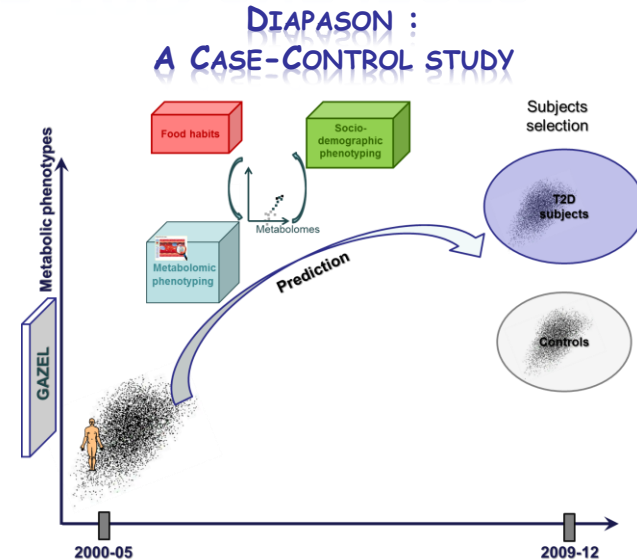 DIAPASON :
A CASE-CONTROL STUDY
Food habits
Socio-
demographic
phenotyping
Subjects
selection
Metabolic phenotypes
Metabolomes
T2D
subjects
Metabolomic
phenotyping
Prediction
Controls
GAZEL
2000-05
2009-12